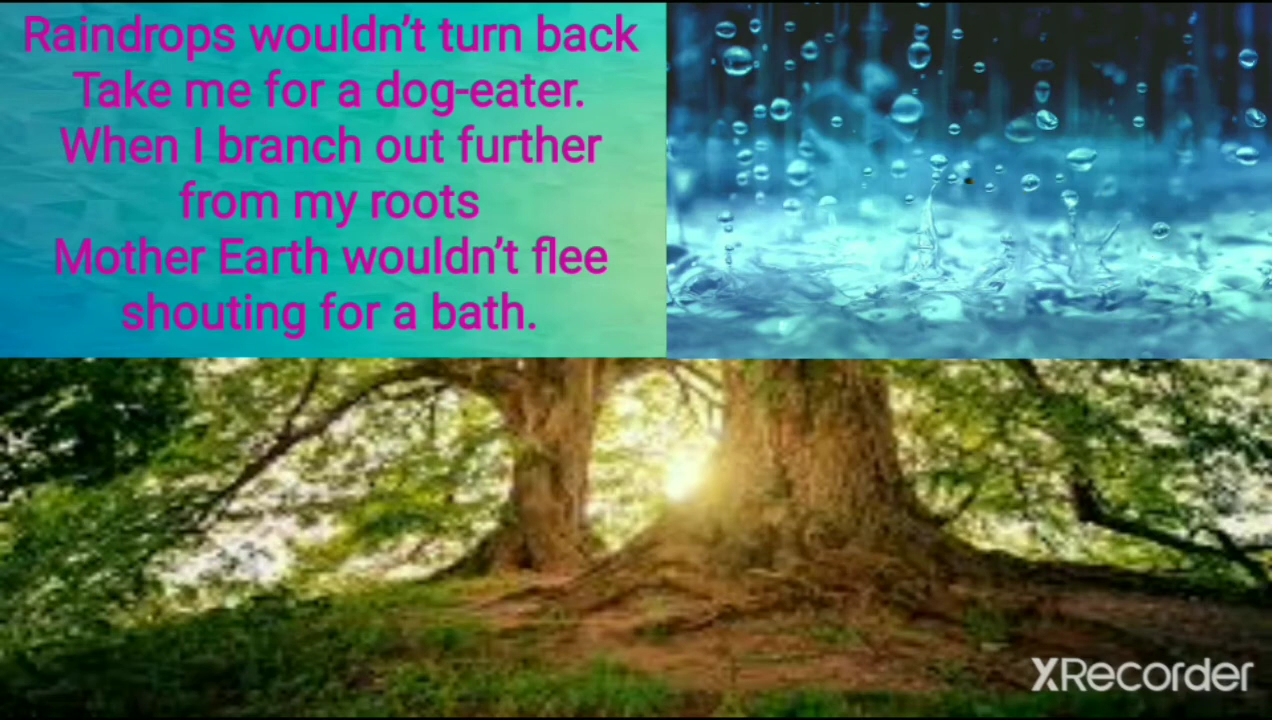 Raindrops wouldn’t turn back
Take me for a dog-eater.
When I branch out further
from my roots
Mother Earth wouldn’t flee
shouting for a bath.
XRecorder